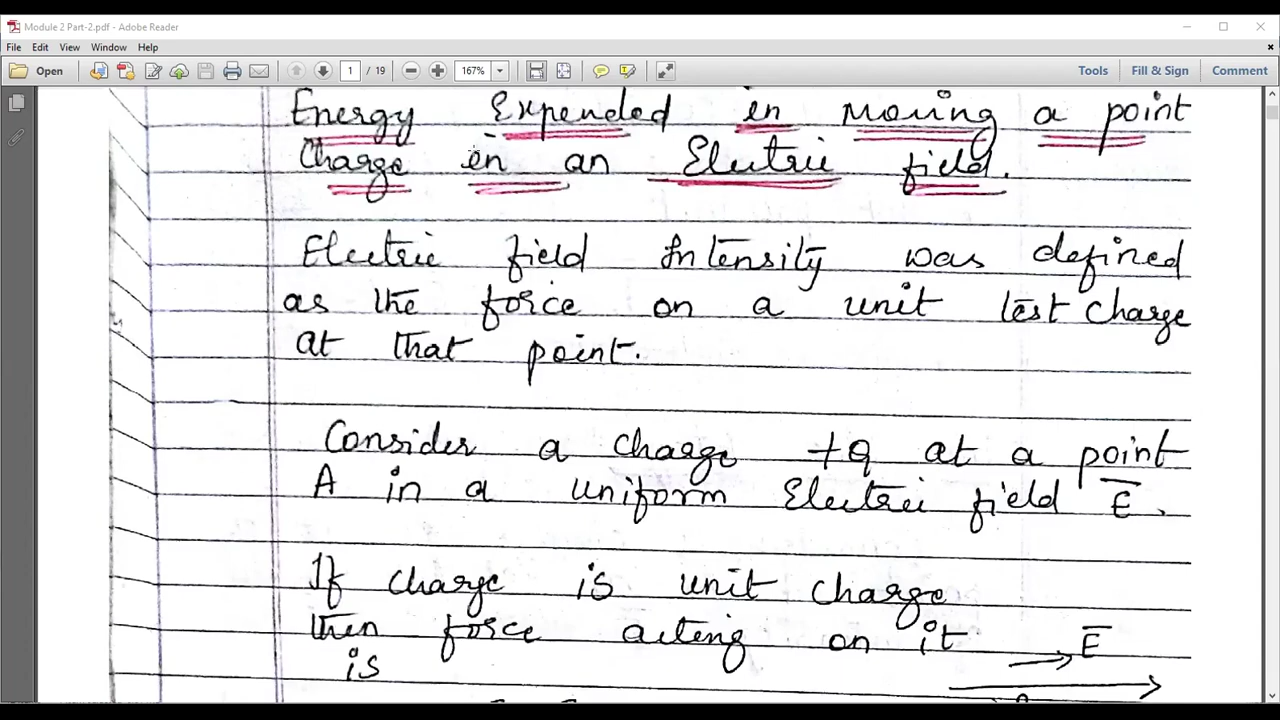 Module 2 Part-2.pdf - Adobe Reader
File Edit View Window Help
Open 1 / 19 167% Tools Fill & Sign Comment
Energy Expended in moving a point
Charge in an Electric field.
Electric field Intensity was defined
as the force on a unit test charge
at that point.
Consider a charge +Q at a point
A in a uniform Electric field E.
If charge is unit charge
then force acting on it E
is